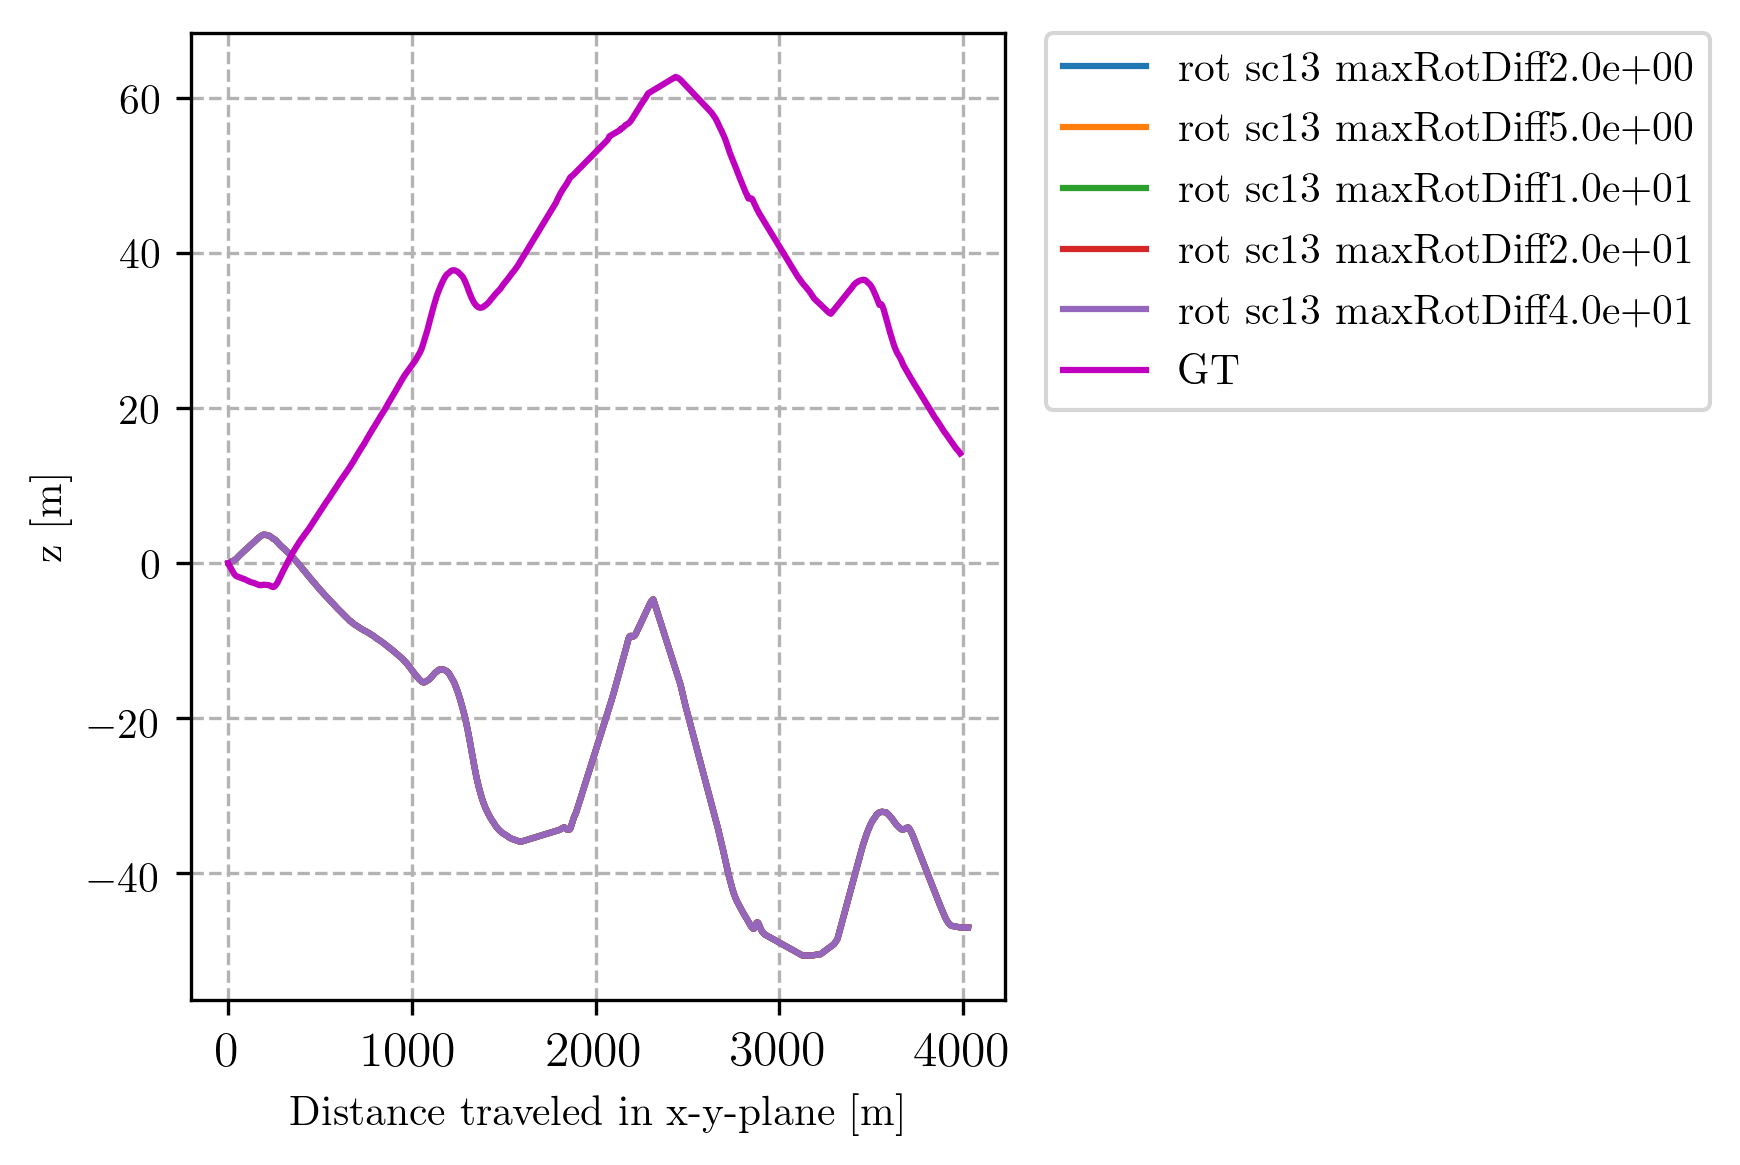 60
40
20
0
−20
−40
z [m]
0 1000 2000 3000 4000
Distance traveled in x-y-plane [m]
rot sc13 maxRotDiff2.0e+00
rot sc13 maxRotDiff5.0e+00
rot sc13 maxRotDiff1.0e+01
rot sc13 maxRotDiff2.0e+01
rot sc13 maxRotDiff4.0e+01
GT